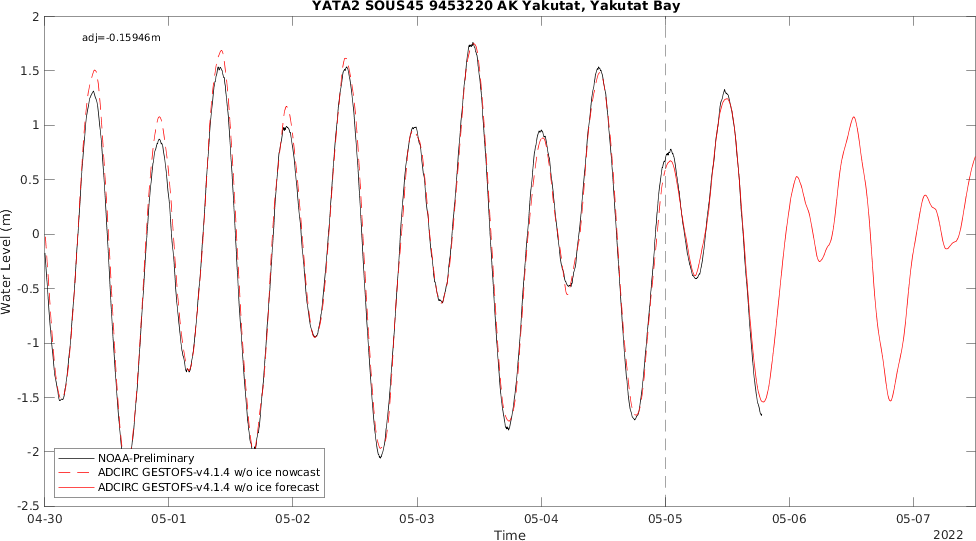 YATA2 SOUS45 9453220 AK Yakutat, Yakutat Bay
adj=-0.15946m
2
1.5
1
0.5
0
-0.5
-1
-1.5
-2
-2.5
Water Level (m)
NOAA-Preliminary
ADCIRC GESTOFS-v4.1.4 w/o ice nowcast
ADCIRC GESTOFS-v4.1.4 w/o ice forecast
04-30 05-01 05-02 05-03 05-04 05-05 05-06 05-07
Time
2022